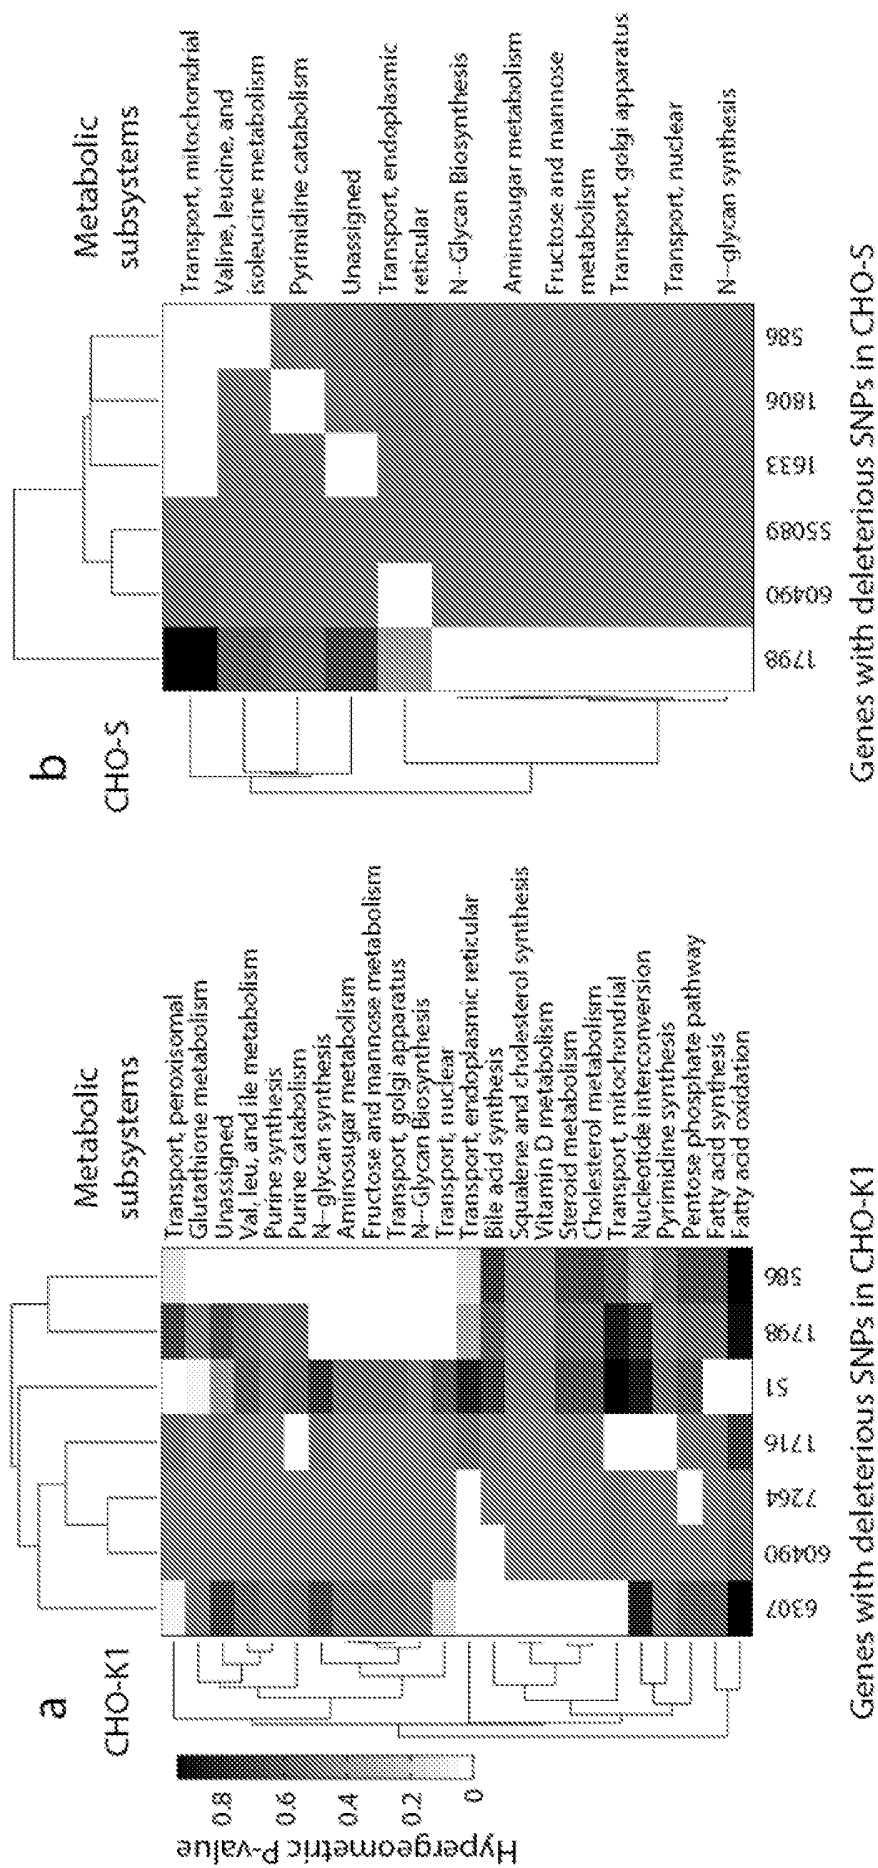 a
CHO-K1
Metabolic
subsystems
Transport, peroxisomal
Glutathione metabolism
Unassigned
Val, leu, and ile metabolism
Purine synthesis
Purine catabolism
N-glycan synthesis
Aminosugar metabolism
Fructose and mannose metabolism
Transport, golgi apparatus
N-Glycan Biosynthesis
Transport, nuclear
Transport, endoplasmic reticular
Bile acid synthesis
Squalene and cholesterol synthesis
Vitamin D metabolism
Steroid metabolism
Cholesterol metabolism
Transport, mitochondrial
Nucleotide interconversion
Pyrimidine synthesis
Pentose phosphate pathway
Fatty acid synthesis
Fatty acid oxidation
6307
60490
7264
1716
51
1798
586
Genes with deleterious SNPs in CHO-K1
Hypergeometric P-value
0.8
0.6
0.4
0.2
0
b
CHO-S
Metabolic
subsystems
Transport, mitochondrial
Valine, leucine, and
isoleucine metabolism
Pyrimidine catabolism
Unassigned
Transport, endoplasmic
reticular
N-Glycan Biosynthesis
Aminosugar metabolism
Fructose and mannose
metabolism
Transport, golgi apparatus
Transport, nuclear
N-glycan synthesis
1798
60490
55089
1633
1806
586
Genes with deleterious SNPs in CHO-S